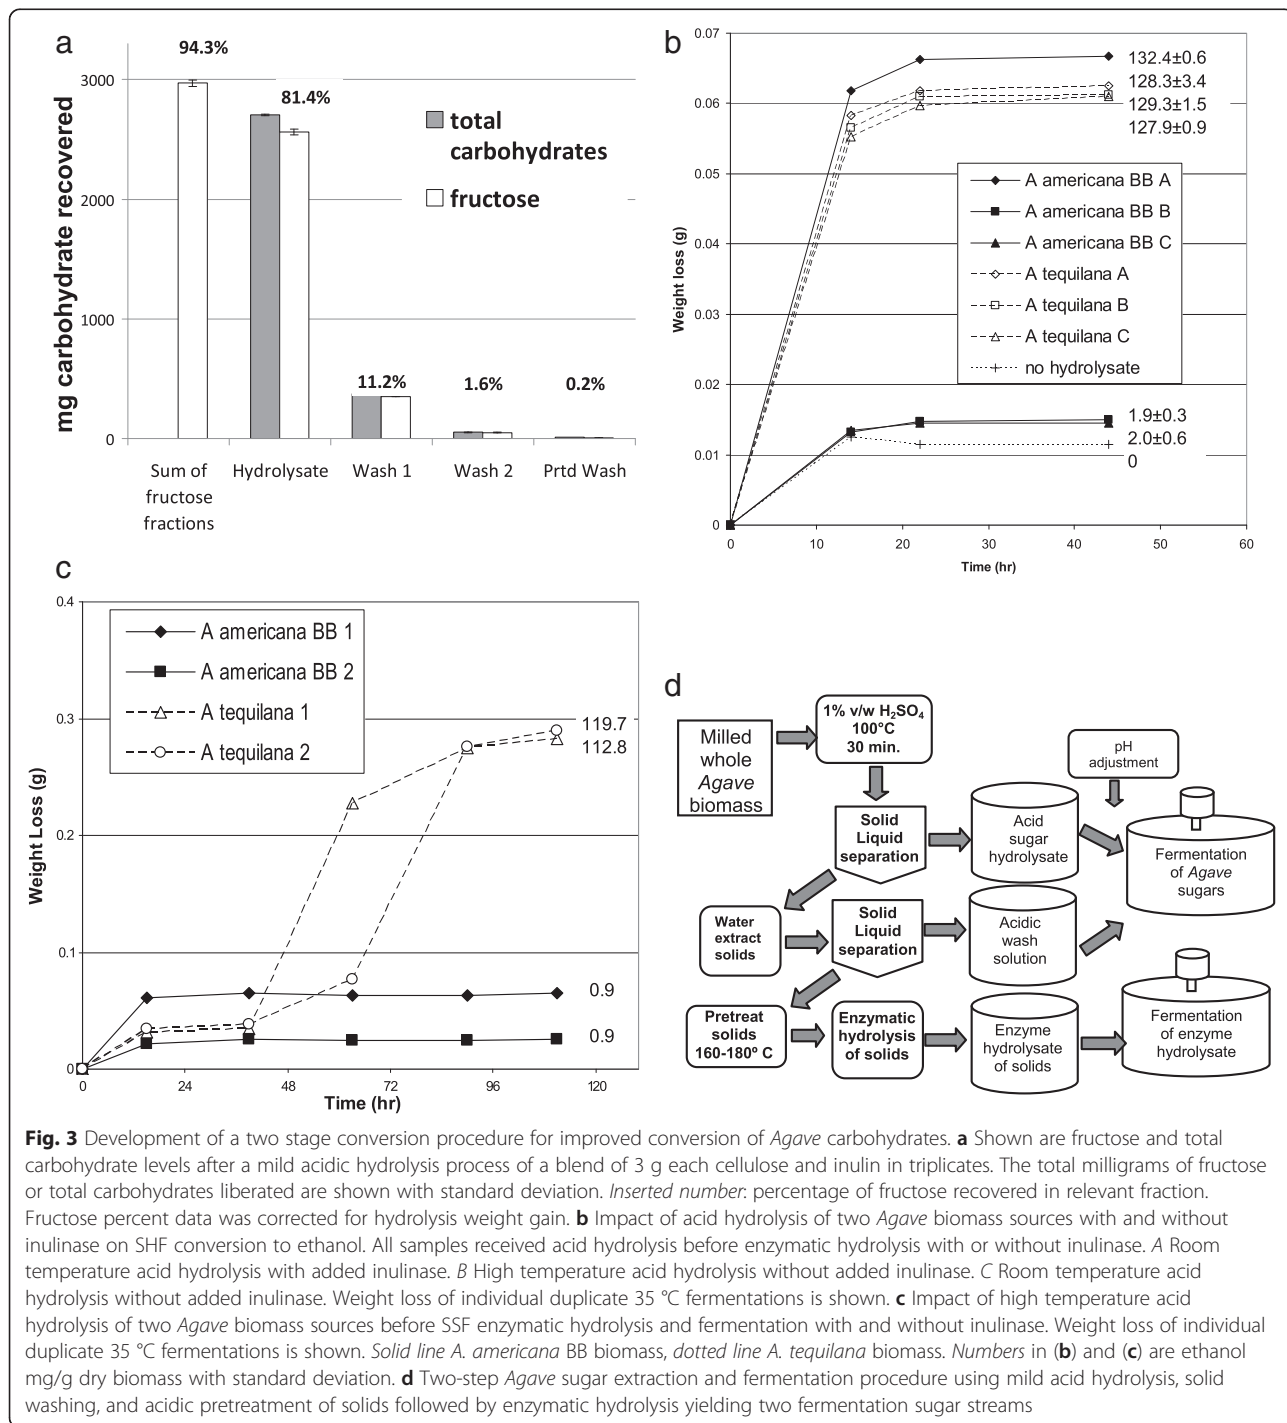 a
94.3%
81.4%
11.2%
1.6%
0.2%
total
carbohydrates
fructose
mg carbohydrate recovered
3000
2000
1000
0
Sum of
fructose
fractions
Hydrolysate
Wash 1
Wash 2
Prtd Wash
b
0.07
0.06
0.05
0.04
0.03
0.02
0.01
0
Weight loss (g)
132.4±0.6
128.3±3.4
129.3±1.5
127.9±0.9
A americana BB A
A americana BB B
A americana BB C
A tequilana A
A tequilana B
A tequilana C
no hydrolysate
1.9±0.3
2.0±0.6
0
0 10 20 30 40 50 60
Time (hr)
c
0.4
0.3
0.2
0.1
0
Weight Loss (g)
A americana BB 1
A americana BB 2
A tequilana 1
A tequilana 2
119.7
112.8
0.9
0.9
0 24 48 72 96 120
Time (hr)
d
Milled
whole
Agave
biomass
1% v/w H₂SO₄
100°C
30 min.
pH
adjustment
Solid
Liquid
separation
Acid
sugar
hydrolysate
Fermentation
of Agave
sugars
Water
extract
solids
Solid
Liquid
separation
Acidic
wash
solution
Pretreat
solids
160-180º C
Enzymatic
hydrolysis
of solids
Enzyme
hydrolysate
of solids
Fermentation
of enzyme
hydrolysate
Fig. 3 Development of a two stage conversion procedure for improved conversion of Agave carbohydrates. a Shown are fructose and total
carbohydrate levels after a mild acidic hydrolysis process of a blend of 3 g each cellulose and inulin in triplicates. The total milligrams of fructose
or total carbohydrates liberated are shown with standard deviation. Inserted number: percentage of fructose recovered in relevant fraction.
Fructose percent data was corrected for hydrolysis weight gain. b Impact of acid hydrolysis of two Agave biomass sources with and without
inulinase on SHF conversion to ethanol. All samples received acid hydrolysis before enzymatic hydrolysis with or without inulinase. A Room
temperature acid hydrolysis with added inulinase. B High temperature acid hydrolysis without added inulinase. C Room temperature acid
hydrolysis without added inulinase. Weight loss of individual duplicate 35 °C fermentations is shown. c Impact of high temperature acid
hydrolysis of two Agave biomass sources before SSF enzymatic hydrolysis and fermentation with and without inulinase. Weight loss of individual
duplicate 35 °C fermentations is shown. Solid line A. americana BB biomass, dotted line A. tequilana biomass. Numbers in (b) and (c) are ethanol
mg/g dry biomass with standard deviation. d Two-step Agave sugar extraction and fermentation procedure using mild acid hydrolysis, solid
washing, and acidic pretreatment of solids followed by enzymatic hydrolysis yielding two fermentation sugar streams